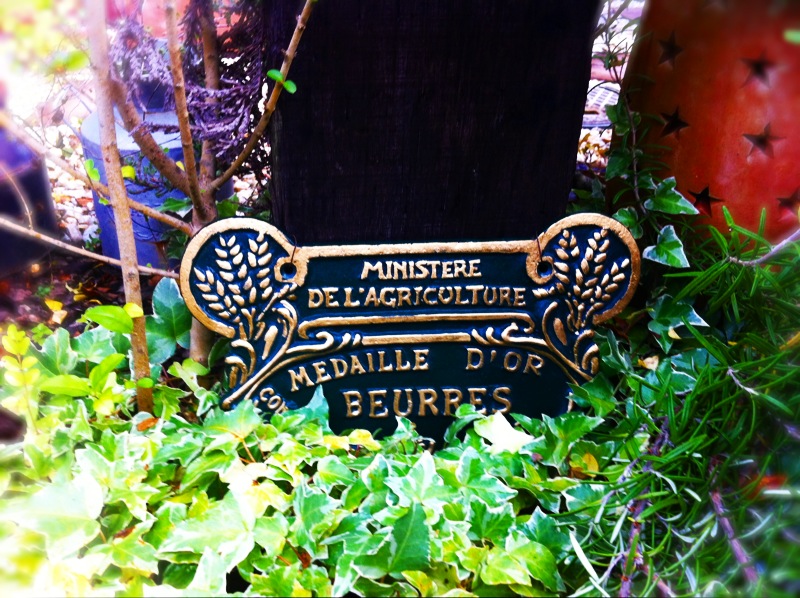 MINISTERE
DE L'AGRICULTURE
MEDAILLE D'OR
BEURRES